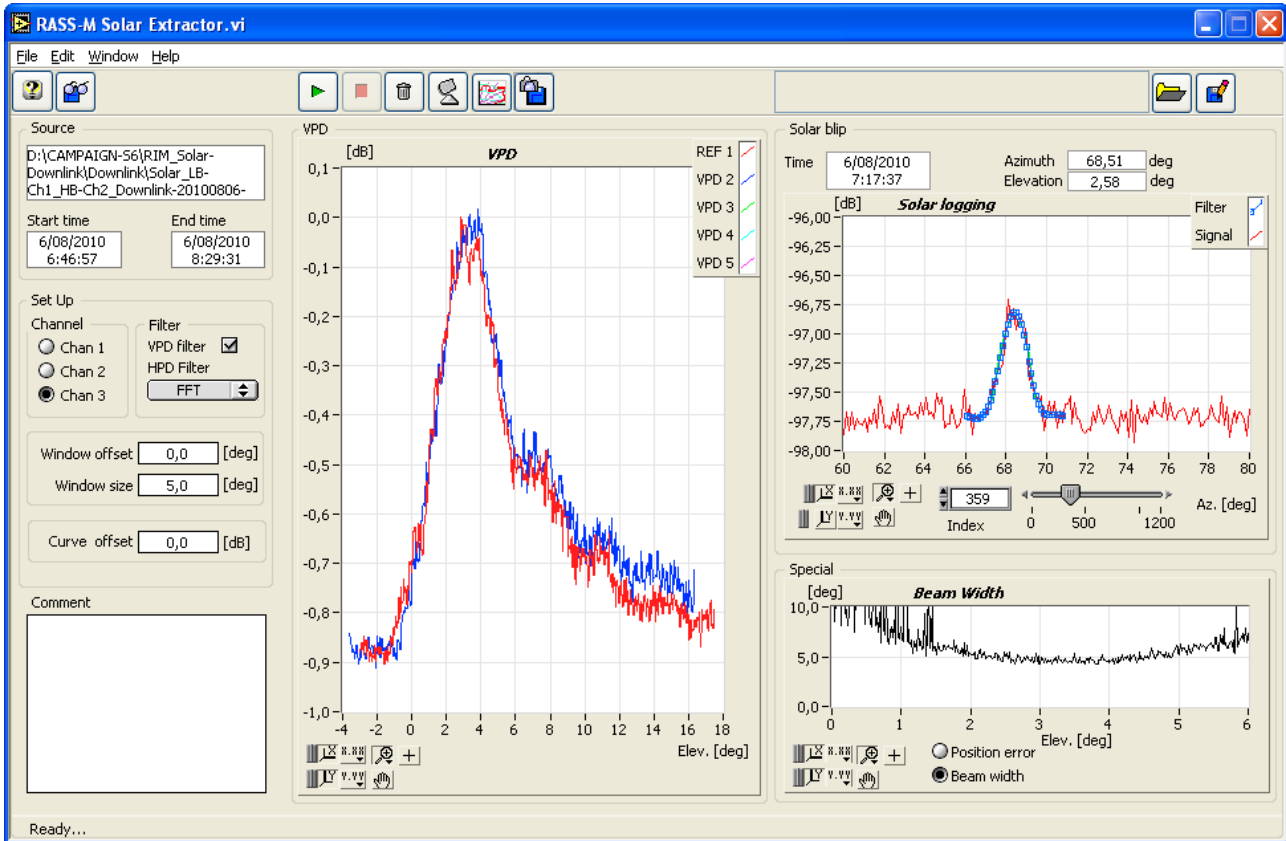 RASS-M Solar Extractor.vi
File Edit Window Help
Source
D:\CAMPAIGN-S6\RIM_Solar-
Downlink\Downlink\Solar_LB-
Ch1_HB-Ch2_Downlink-20100806-
Start time
End time
6/08/2010
6:46:57
6/08/2010
8:29:31
Set Up
Channel
Chan 1
Chan 2
Chan 3
Filter
VPD filter
HPD Filter
FFT
Window offset 0,0 [deg]
Window size 5,0 [deg]
Curve offset 0,0 [dB]
Comment
VPD
[dB] VPD
REF 1
VPD 2
VPD 3
VPD 4
VPD 5
0,1
0,0
-0,1
-0,2
-0,3
-0,4
-0,5
-0,6
-0,7
-0,8
-0,9
-1,0
-4 -2 0 2 4 6 8 10 12 14 16 18
Elev. [deg]
X X.XX
Y Y.YY
Solar blip
Time
6/08/2010
7:17:37
Azimuth 68,51 deg
Elevation 2,58 deg
[dB] Solar logging
Filter
Signal
-96,00
-96,25
-96,50
-96,75
-97,00
-97,25
-97,50
-97,75
-98,00
60 62 64 66 68 70 72 74 76 78 80
Az. [deg]
X X.XX
Y Y.YY
359
Index
0 500 1200
Special
[deg] Beam Width
10,0
5,0
0,0
0 1 2 3 4 5 6
Elev. [deg]
X X.XX
Y Y.YY
Position error
Beam width
Ready...